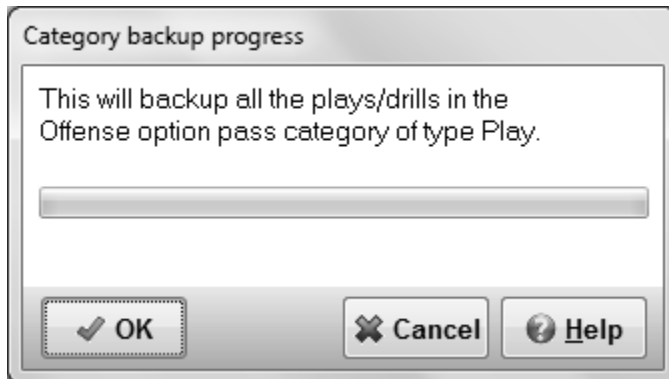 Category backup progress
This will backup all the plays/drills in the
Offense option pass category of type Play.
OK
Cancel
Help